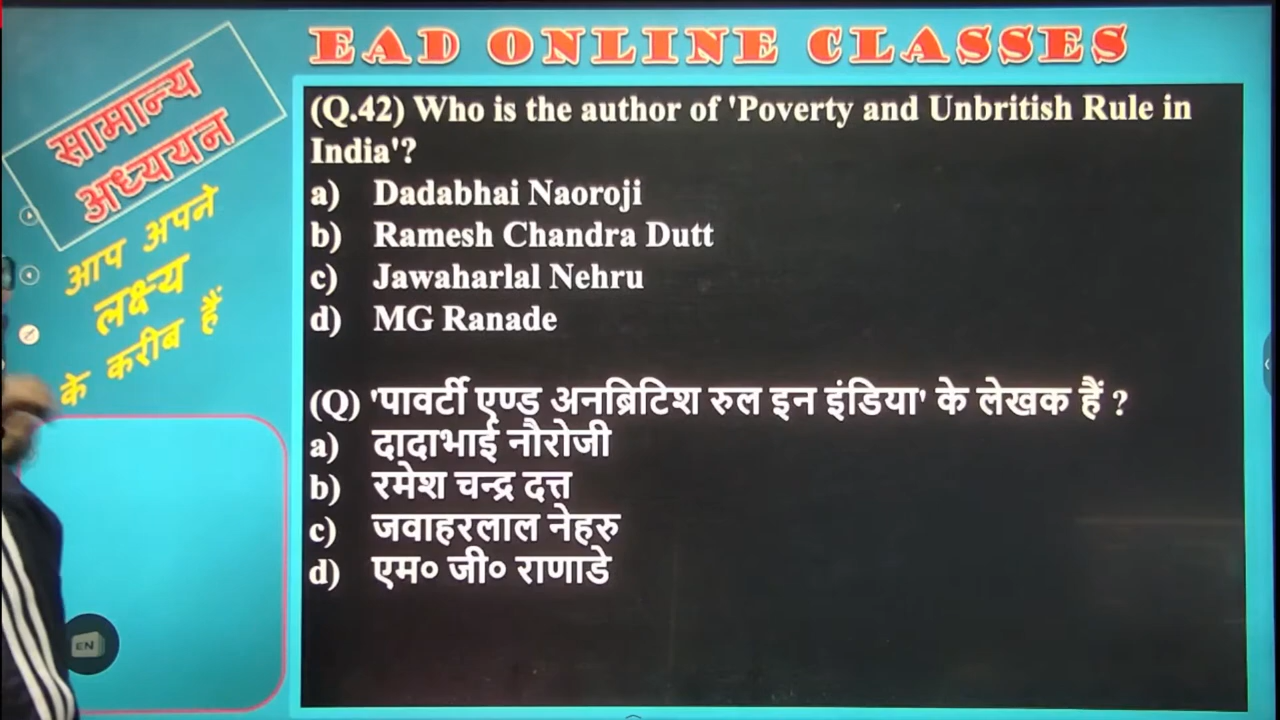 EAD ONLINE CLASSES
सामान्य
अध्ययन
आप अपने
लक्ष्य
के करीब हैं
(Q.42) Who is the author of 'Poverty and Unbritish Rule in
India'?
a) Dadabhai Naoroji
b) Ramesh Chandra Dutt
c) Jawaharlal Nehru
d) MG Ranade
(Q) 'पावर्टी एण्ड अनब्रिटिश रुल इन इंडिया' के लेखक हैं ?
a) दादाभाई नौरोजी
b) रमेश चन्द्र दत्त
c) जवाहरलाल नेहरु
d) एम० जी० राणाडे
EN